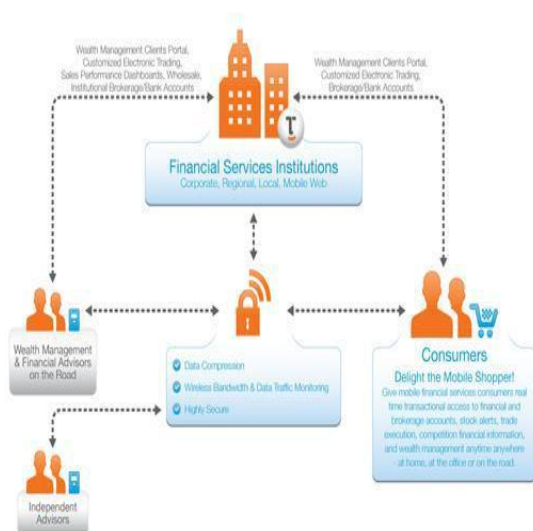 Wealth Management Clients Portal,
Customized Electronic Trading,
Sales Performance Dashboards, Wholesale,
Institutional Brokerage/Bank Accounts
Wealth Management Clients Portal,
Customized Electronic Trading,
Brokerage/Bank Accounts
Financial Services Institutions
Corporate, Regional, Local, Mobile Web
Wealth Management
& Financial Advisors
on the Road
Data Compression
Wireless Bandwidth & Data Traffic Monitoring
Highly Secure
Consumers
Delight the Mobile Shopper!
Give mobile financial services consumers real
time transactional access to financial and
brokerage accounts, stock alerts, trade
execution, competition financial information,
and wealth management anytime anywhere
- at home, at the office or on the road.
Independent
Advisors